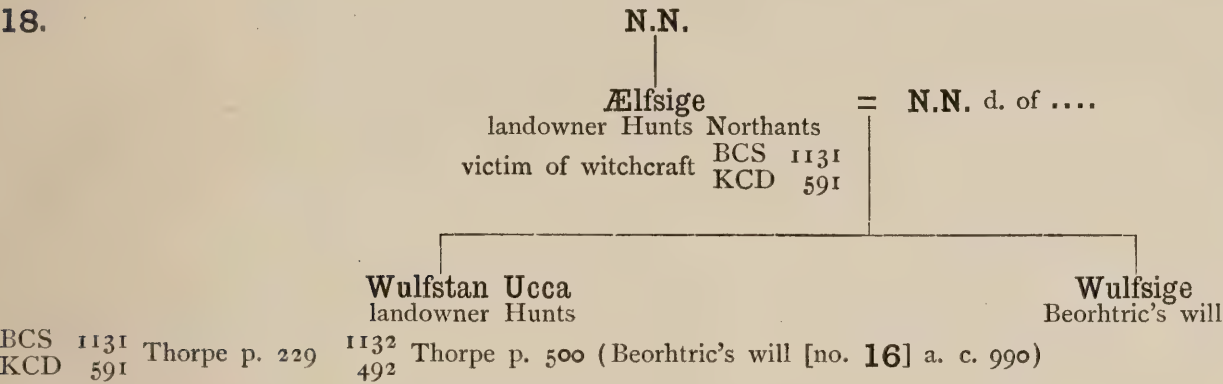 18.
N.N.
Ælfsige = N.N. d. of ....
landowner Hunts Northants
victim of witchcraft BCS 1131
KCD 591
Wulfstan Ucca Wulfsige
landowner Hunts Beorhtric's will
BCS 1131 Thorpe p. 229 1132 Thorpe p. 500 (Beorhtric's will [no. 16] a. c. 990)
KCD 591 492